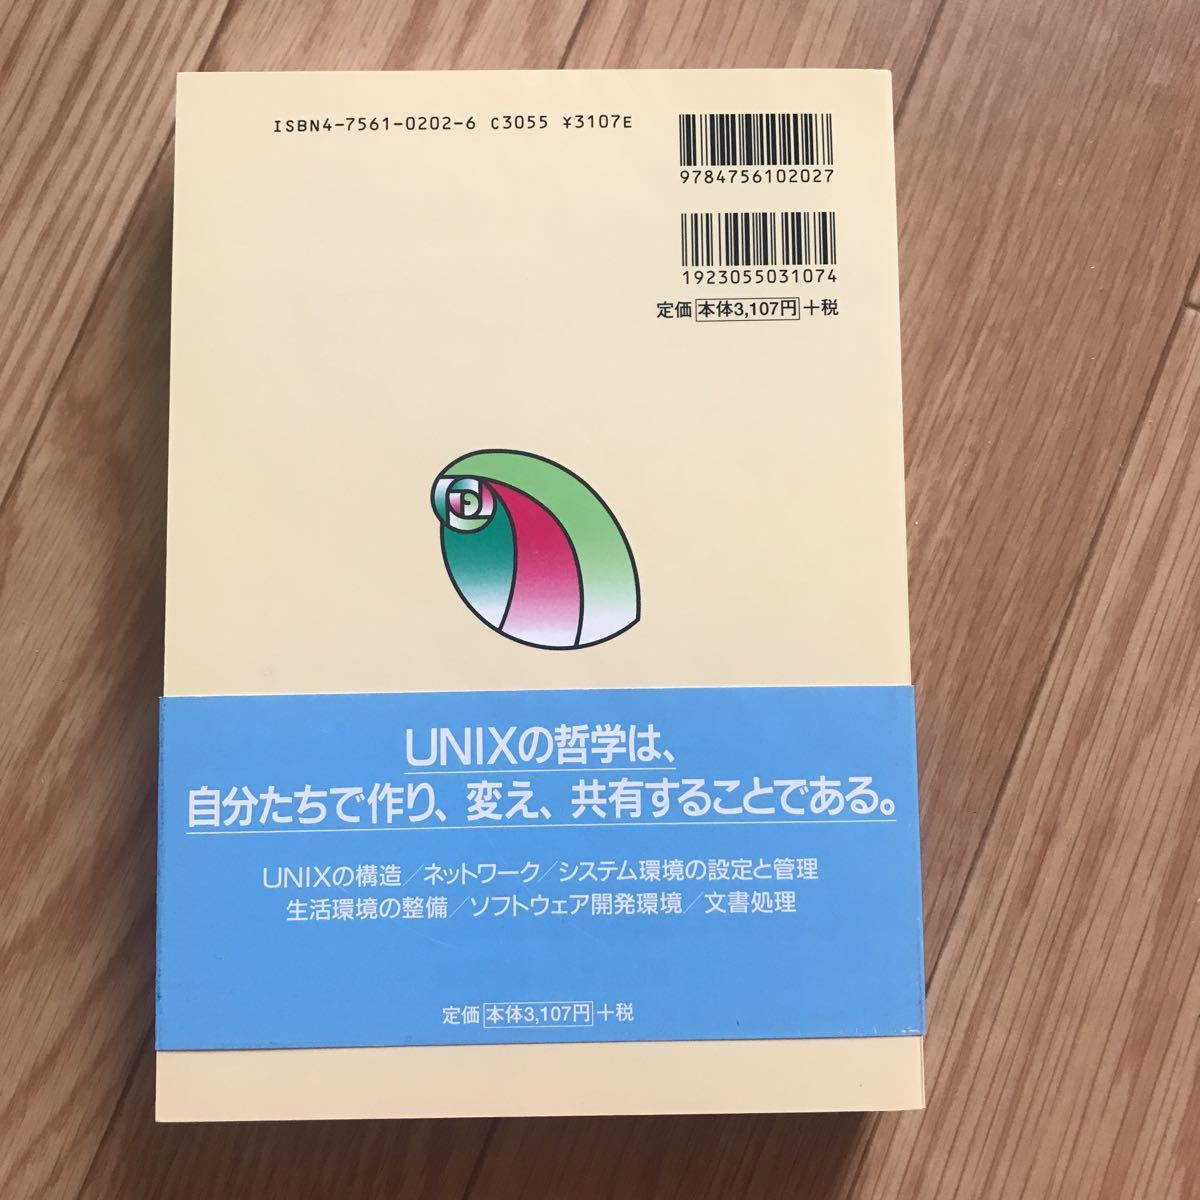 ISBN4-7561-0202-6 C3055 ¥3107E
9784756102027
1923055031074
定価 本体3,107円 +税
UNIXの哲学は、
自分たちで作り、変え、共有することである。
UNIXの構造/ネットワーク/システム環境の設定と管理
生活環境の整備/ソフトウェア開発環境/文書処理
定価 本体3,107円 +税